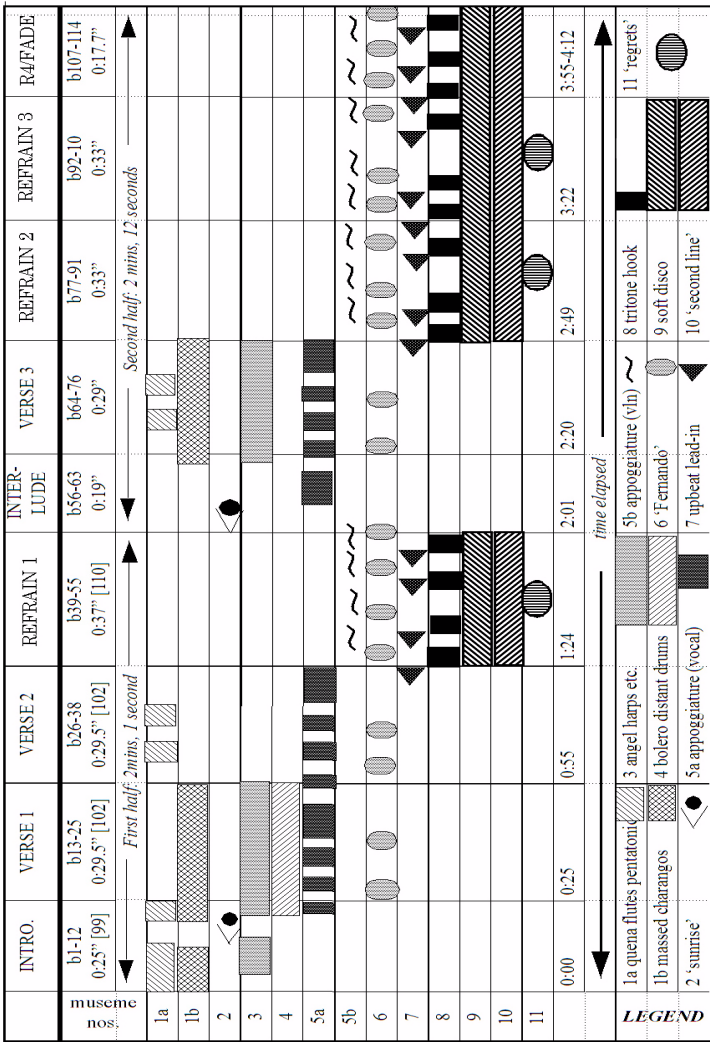 INTRO. VERSE 1 VERSE 2 REFRAIN 1 INTER- LUDE VERSE 3 REFRAIN 2 REFRAIN 3 R4/FADE
museme nos.
b1-12 b13-25 b26-38 b39-55 b56-63 b64-76 b77-91 b92-10 b107-114
0:25” [99] 0:29.5” [102] 0:29.5” [102] 0:37” [110] 0:19” 0:29” 0:33” 0:33” 0:17.7”
First half: 2mins, 1 second Second half: 2 mins, 12 seconds
1a
1b
2
3
4
5a
5b
6
7
8
9
10
11
0:00 0:25 0:55 1:24 2:01 2:20 2:49 3:22 3:55-4:12
time elapsed
LEGEND
1a quena flutes pentatonic 3 angel harps etc. 5b appoggiature (vln) 8 tritone hook 11 ‘regrets’
1b massed charangos 4 bolero distant drums 6 ‘Fernando’ 9 soft disco
2 ‘sunrise’ 5a appoggiature (vocal) 7 upbeat lead-in 10 ‘second line’